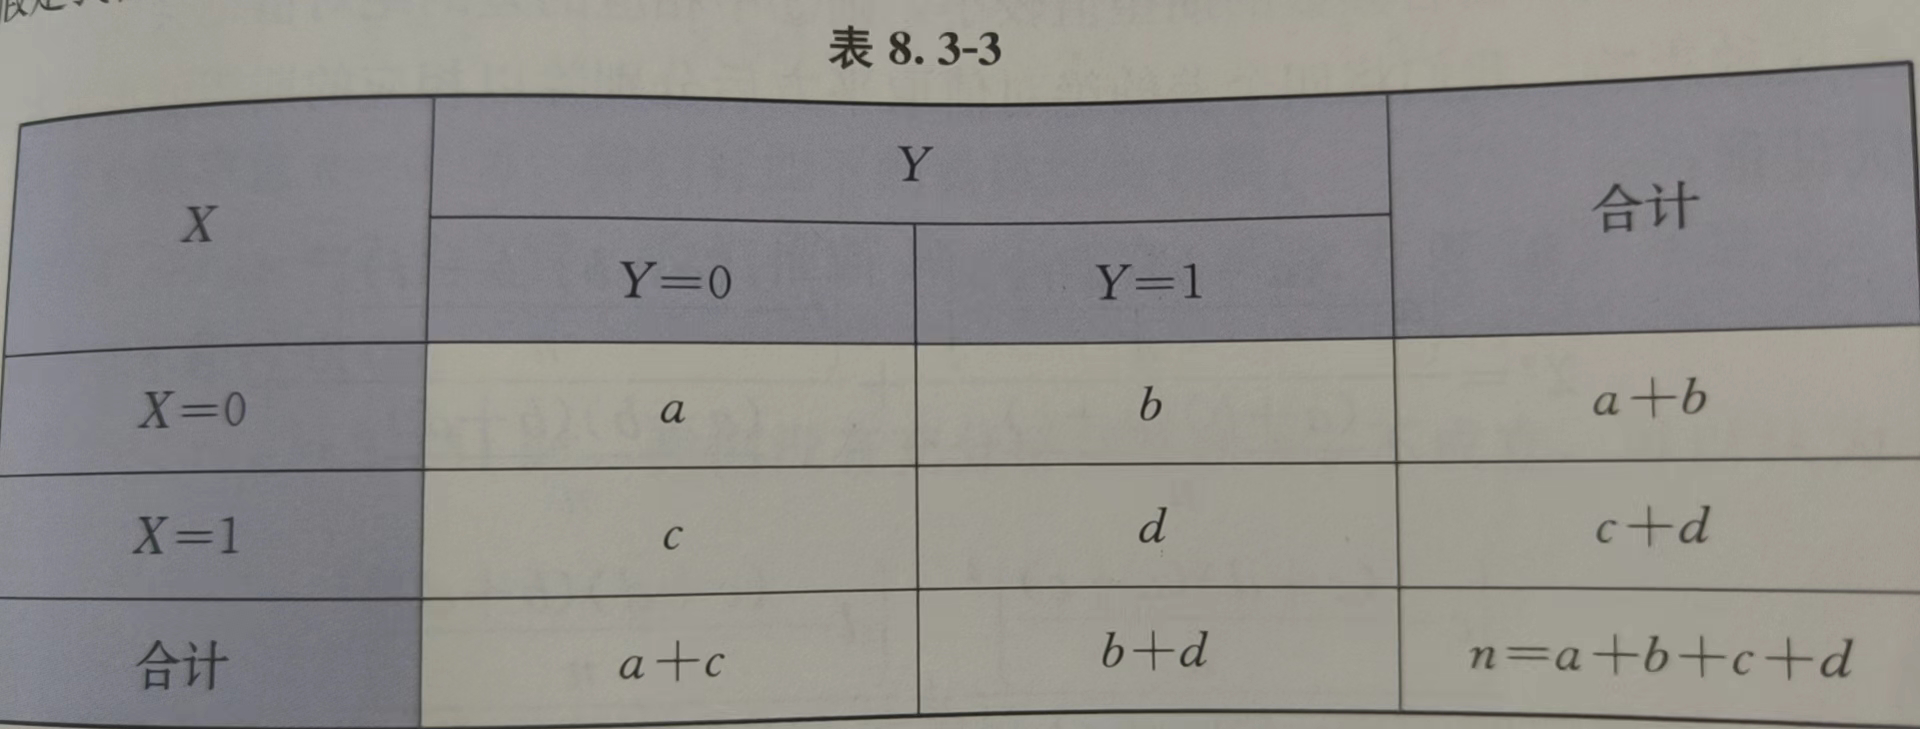 表 8.3-3
X Y 合计
Y=0 Y=1
X=0 a b a+b
X=1 c d c+d
合计 a+c b+d n=a+b+c+d